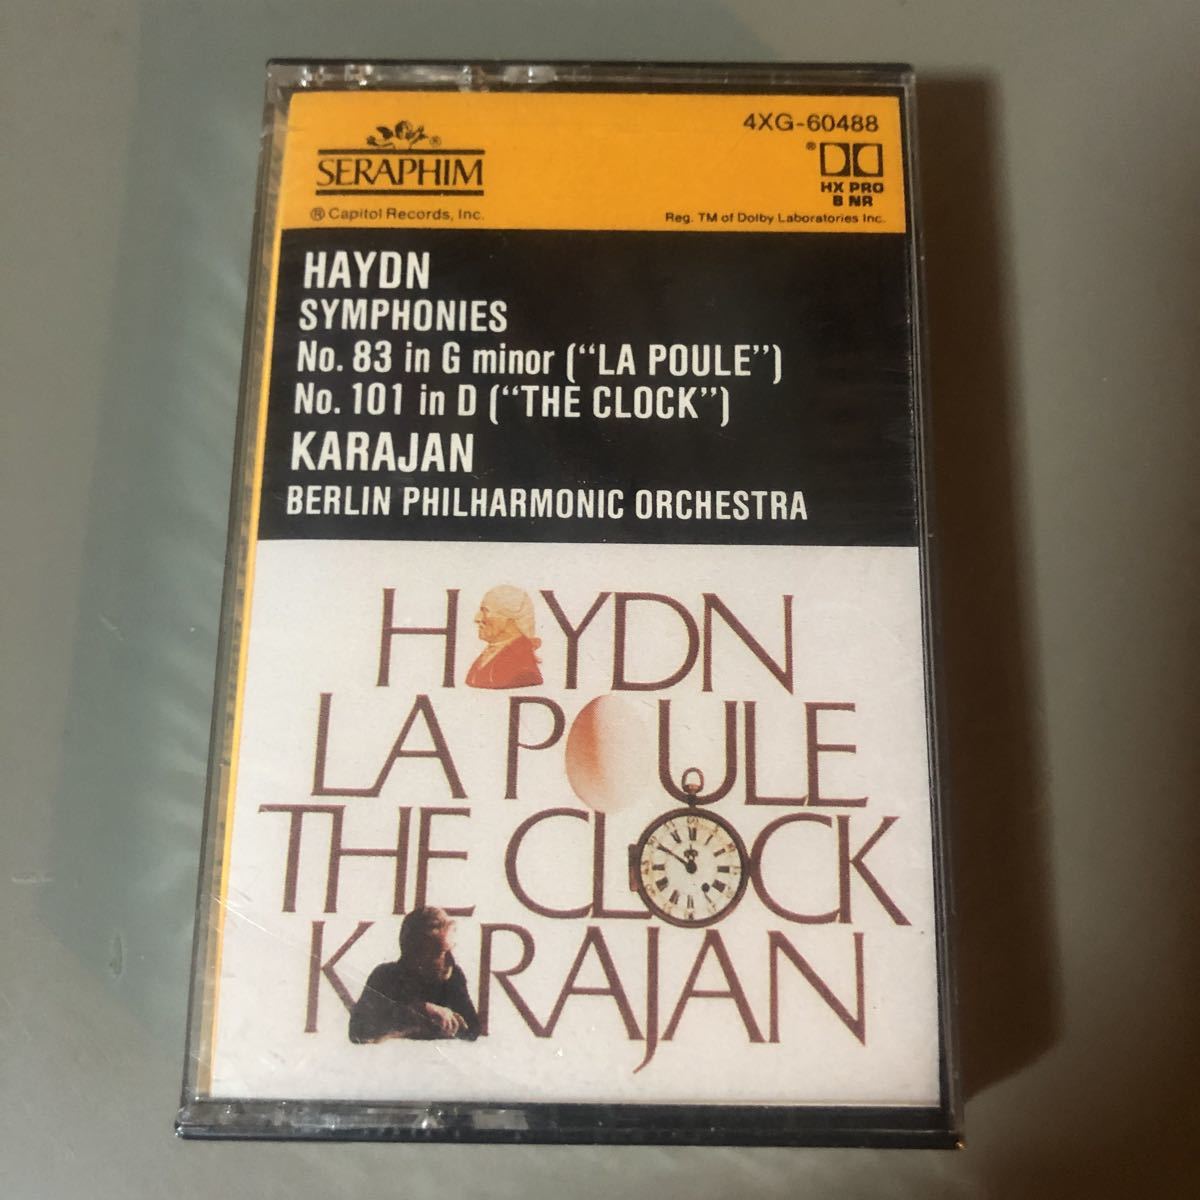 4XG-60488
SERAPHIM®
® Capitol Records, Inc.
®
HX PRO
B NR
Reg. TM of Dolby Laboratories Inc.
HAYDN
SYMPHONIES
No. 83 in G minor (“LA POULE”)
No. 101 in D (“THE CLOCK”)
KARAJAN
BERLIN PHILHARMONIC ORCHESTRA
HAYDN
LA POULE
THE CLOCK
KARAJAN